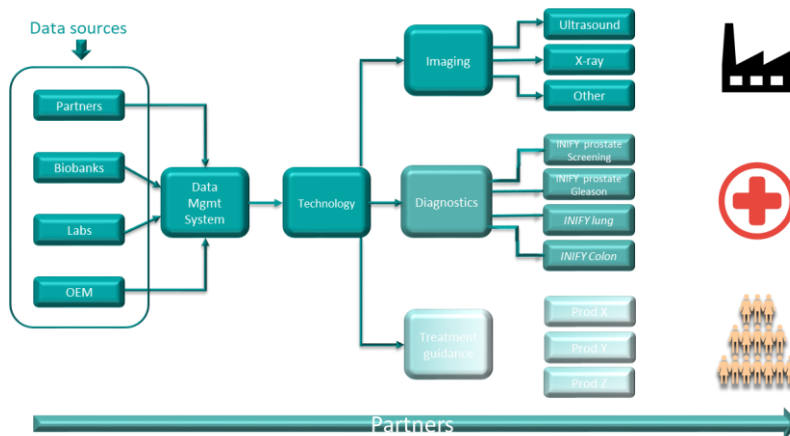 Data sources
Partners
Biobanks
Labs
OEM
Data
Mgmt
System
Technology
Imaging
Diagnostics
Treatment
guidance
Ultrasound
X-ray
Other
INIFY prostate
Screening
INIFY prostate
Gleason
INIFY lung
INIFY Colon
Prod X
Prod Y
Prod Z
Partners